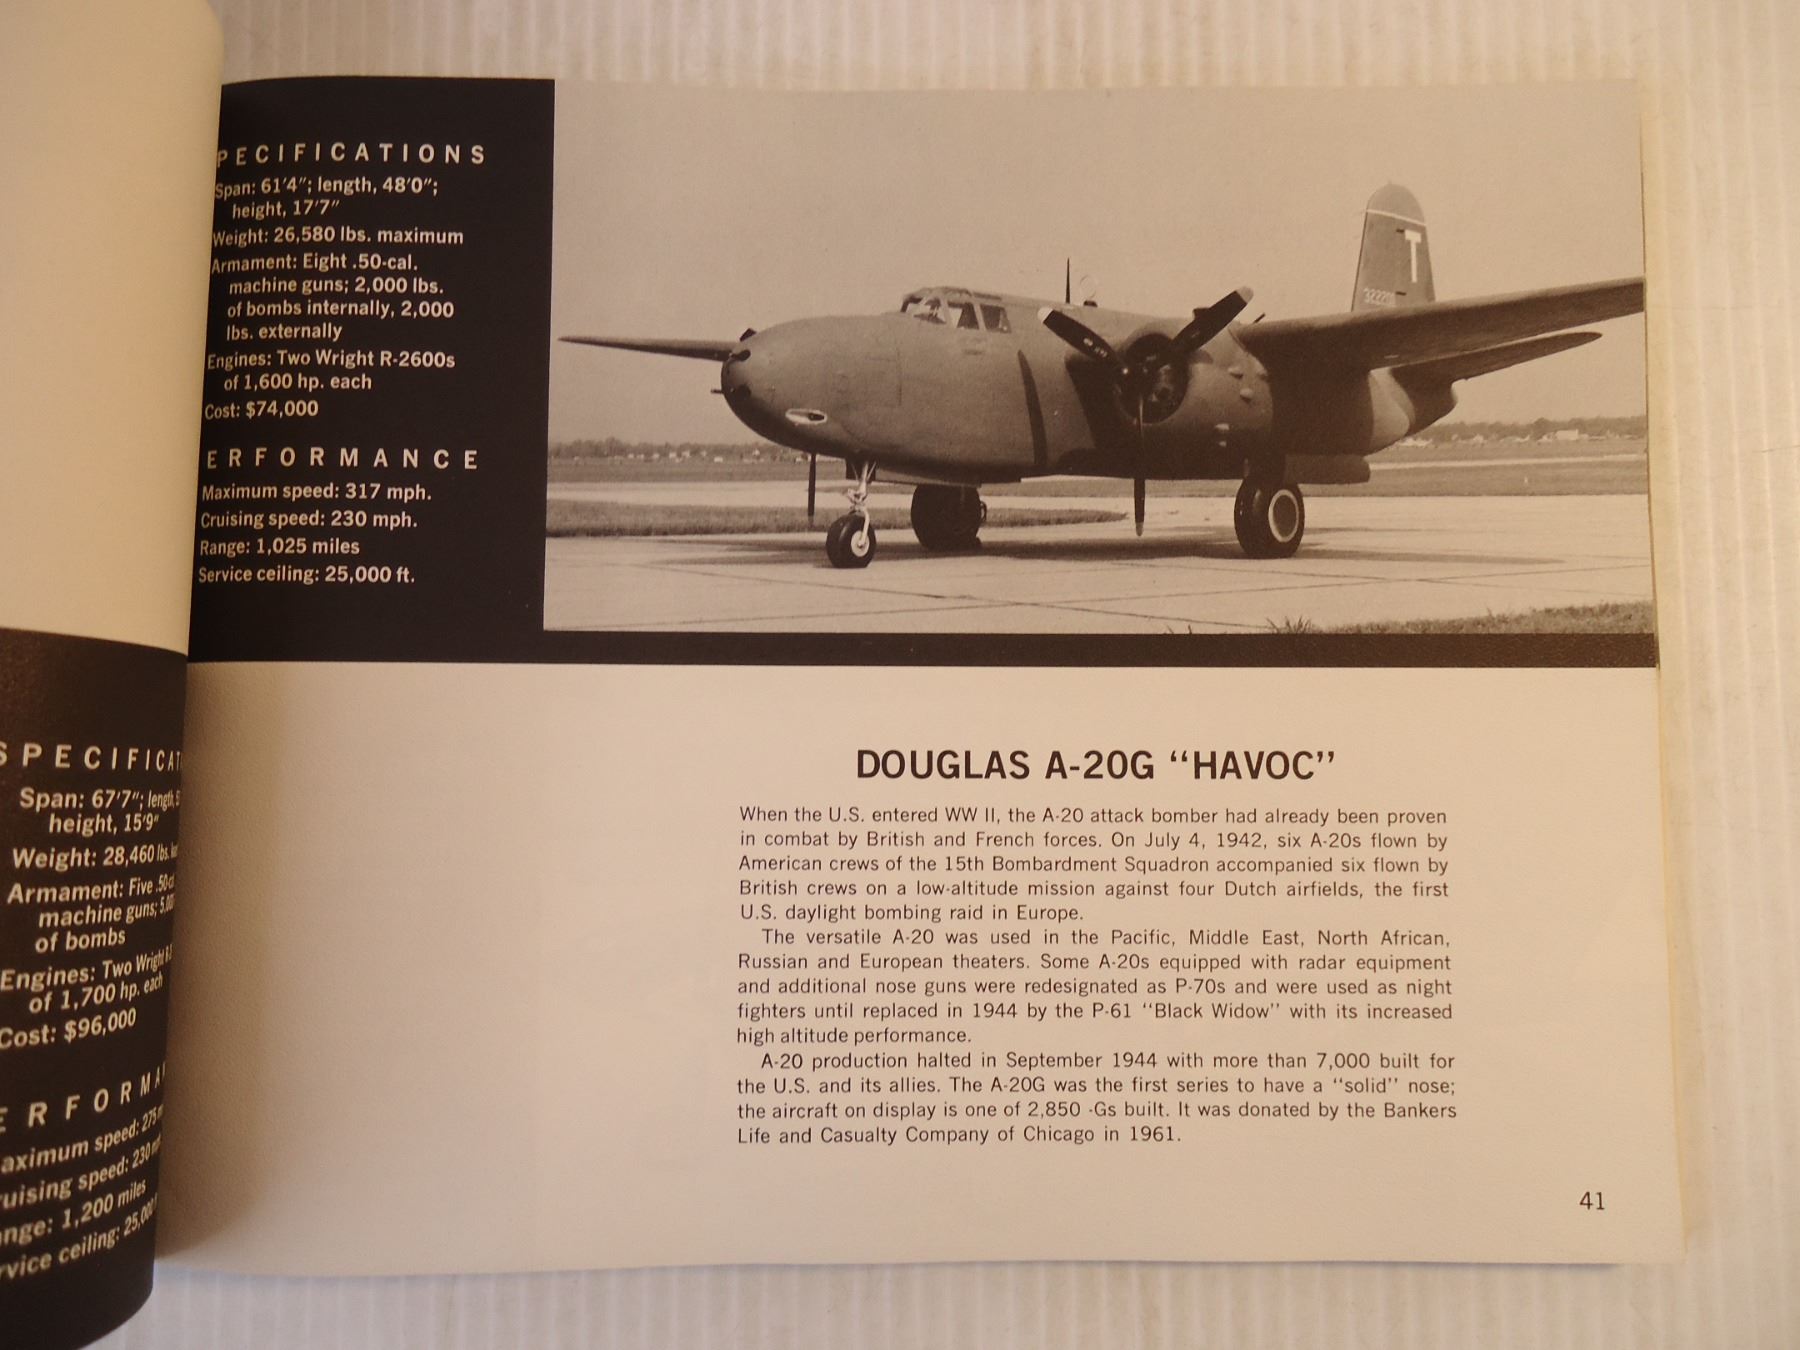 SPECIFICAT
Span: 67'7"; length,
height, 15'9"
Weight: 28,460 lbs.
Armament: Five .50-cal.
machine guns;
of bombs
Engines: Two Wright
of 1,700 hp. each
Cost: $96,000
ERFORMA
aximum speed: 275
ruising speed: 230
nge: 1,200 miles
rvice ceiling: 25,000
PECIFICATIONS
Span: 61'4"; length, 48'0";
height, 17'7"
Weight: 26,580 lbs. maximum
Armament: Eight .50-cal.
machine guns; 2,000 lbs.
of bombs internally, 2,000
lbs. externally
Engines: Two Wright R-2600s
of 1,600 hp. each
Cost: $74,000
ERFORMANCE
Maximum speed: 317 mph.
Cruising speed: 230 mph.
Range: 1,025 miles
Service ceiling: 25,000 ft.
T
DOUGLAS A-20G "HAVOC"
When the U.S. entered WW II, the A-20 attack bomber had already been proven
in combat by British and French forces. On July 4, 1942, six A-20s flown by
American crews of the 15th Bombardment Squadron accompanied six flown by
British crews on a low-altitude mission against four Dutch airfields, the first
U.S. daylight bombing raid in Europe.
The versatile A-20 was used in the Pacific, Middle East, North African,
Russian and European theaters. Some A-20s equipped with radar equipment
and additional nose guns were redesignated as P-70s and were used as night
fighters until replaced in 1944 by the P-61 "Black Widow" with its increased
high altitude performance.
A-20 production halted in September 1944 with more than 7,000 built for
the U.S. and its allies. The A-20G was the first series to have a "solid" nose;
the aircraft on display is one of 2,850 -Gs built. It was donated by the Bankers
Life and Casualty Company of Chicago in 1961.
41